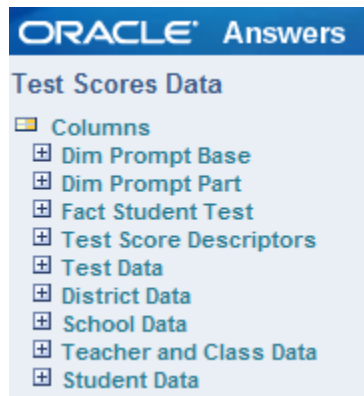 ORACLE Answers
Test Scores Data
Columns
Dim Prompt Base
Dim Prompt Part
Fact Student Test
Test Score Descriptors
Test Data
District Data
School Data
Teacher and Class Data
Student Data